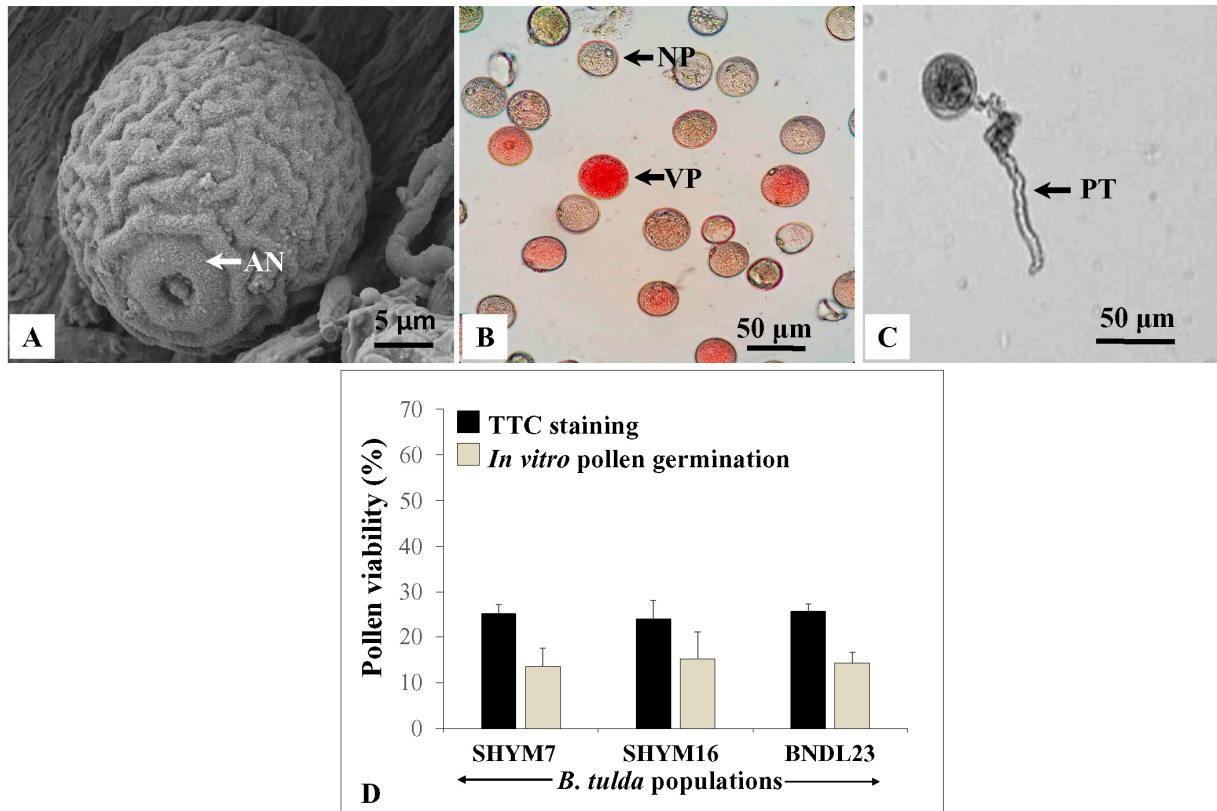 AN
5 µm
A
NP
VP
50 µm
B
PT
50 µm
C
Pollen viability (%)
70
60
50
40
30
20
10
0
TTC staining
In vitro pollen germination
SHYM7 SHYM16 BNDL23
B. tulda populations
D